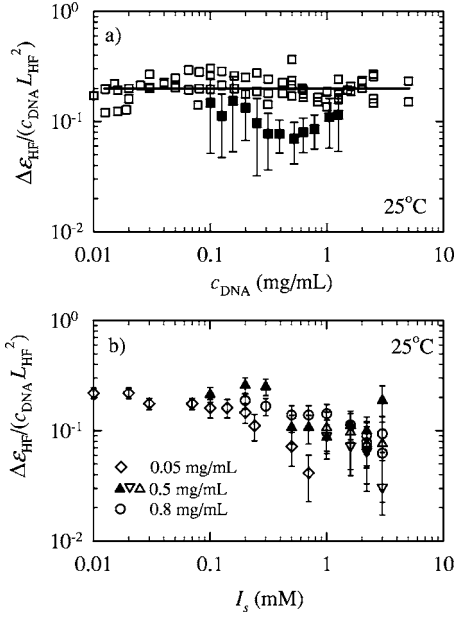 10⁰
a)
Δε_HF/(c_DNA L_HF²)
10⁻¹
10⁻²
25°C
0.01 0.1 1 10
c_DNA (mg/mL)
10⁰
b)
25°C
Δε_HF/(c_DNA L_HF²)
10⁻¹
0.05 mg/mL
0.5 mg/mL
0.8 mg/mL
10⁻²
0.01 0.1 1 10
I_s (mM)